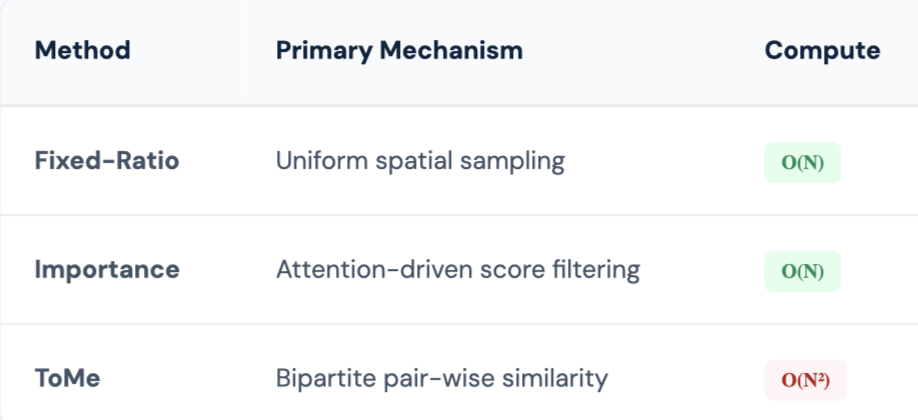 Method Primary Mechanism Compute
Fixed-Ratio Uniform spatial sampling O(N)
Importance Attention-driven score filtering O(N)
ToMe Bipartite pair-wise similarity O(N²)